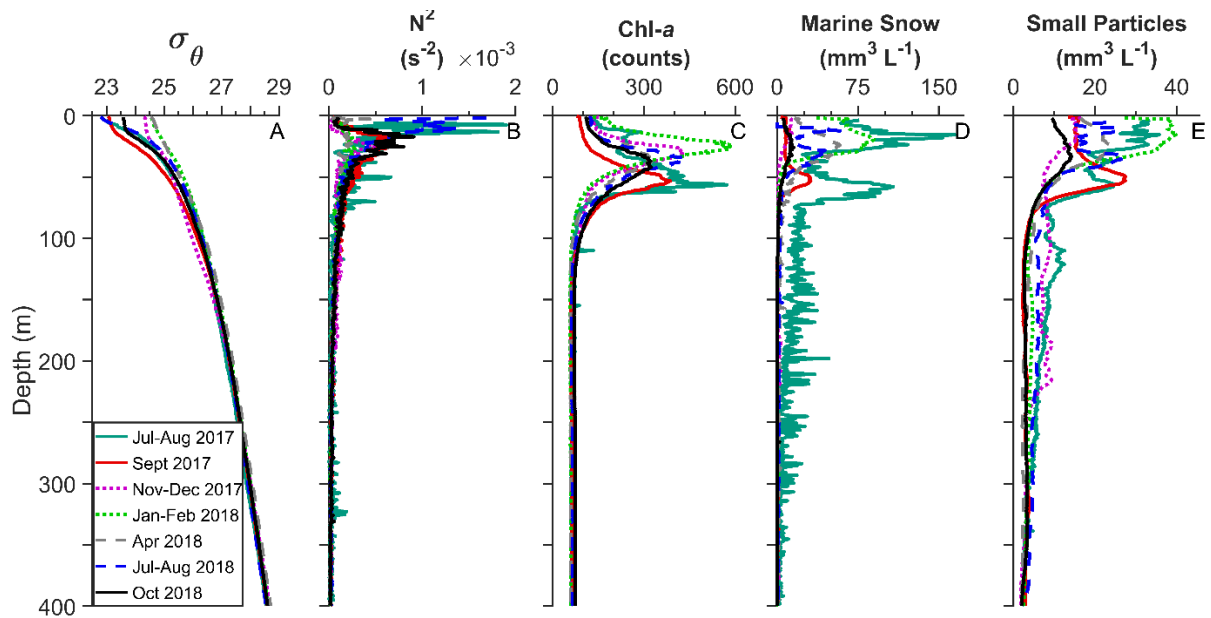 σθ
23 25 27 29
A
N²
(s⁻²) ×10⁻³
0 1 2
B
Chl-a
(counts)
0 300 600
C
Marine Snow
(mm³ L⁻¹)
0 75 150
D
Small Particles
(mm³ L⁻¹)
0 20 40
E
Depth (m)
0
100
200
300
400
Jul-Aug 2017
Sept 2017
Nov-Dec 2017
Jan-Feb 2018
Apr 2018
Jul-Aug 2018
Oct 2018